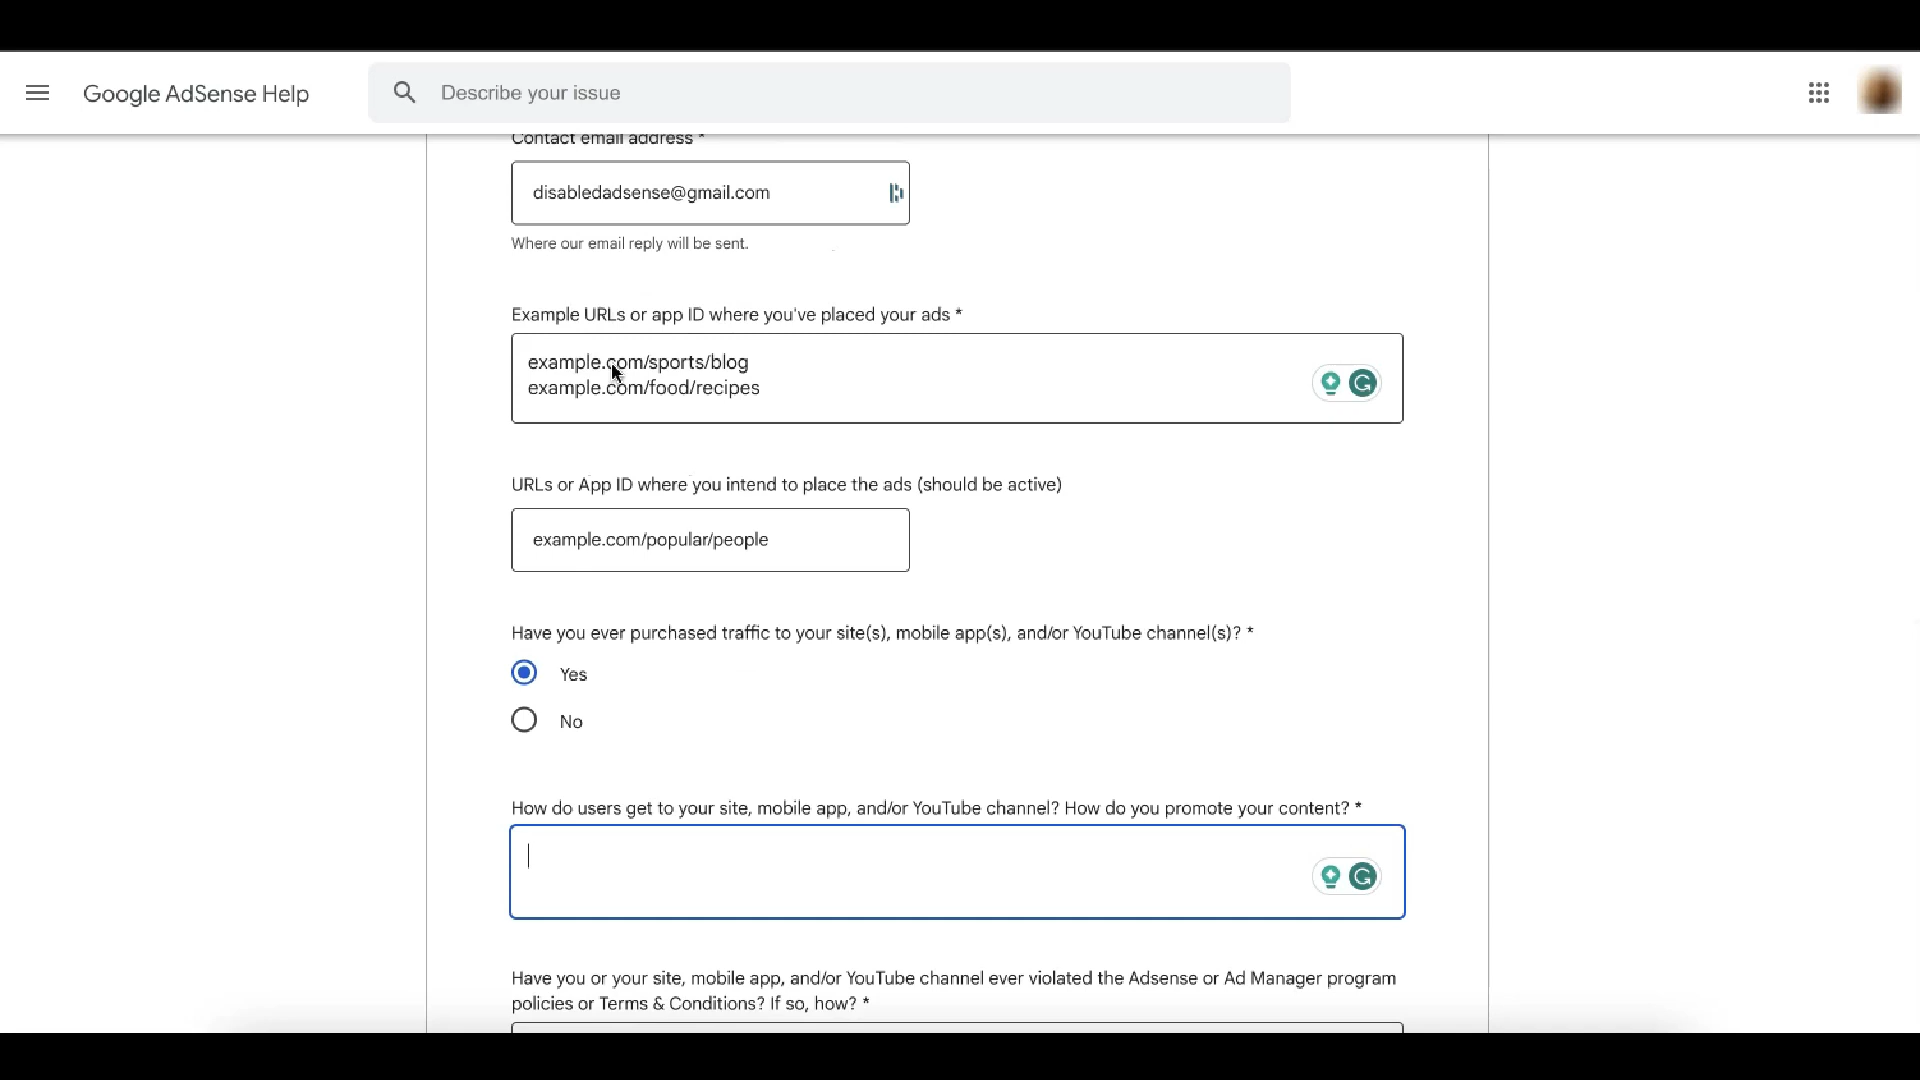 Google AdSense Help
Describe your issue
Contact email address *
disabledadsense@gmail.com
Where our email reply will be sent.
Example URLs or app ID where you've placed your ads *
example.com/sports/blog
example.com/food/recipes
URLs or App ID where you intend to place the ads (should be active)
example.com/popular/people
Have you ever purchased traffic to your site(s), mobile app(s), and/or YouTube channel(s)? *
Yes
No
How do users get to your site, mobile app, and/or YouTube channel? How do you promote your content? *
Have you or your site, mobile app, and/or YouTube channel ever violated the Adsense or Ad Manager program
policies or Terms & Conditions? If so, how? *